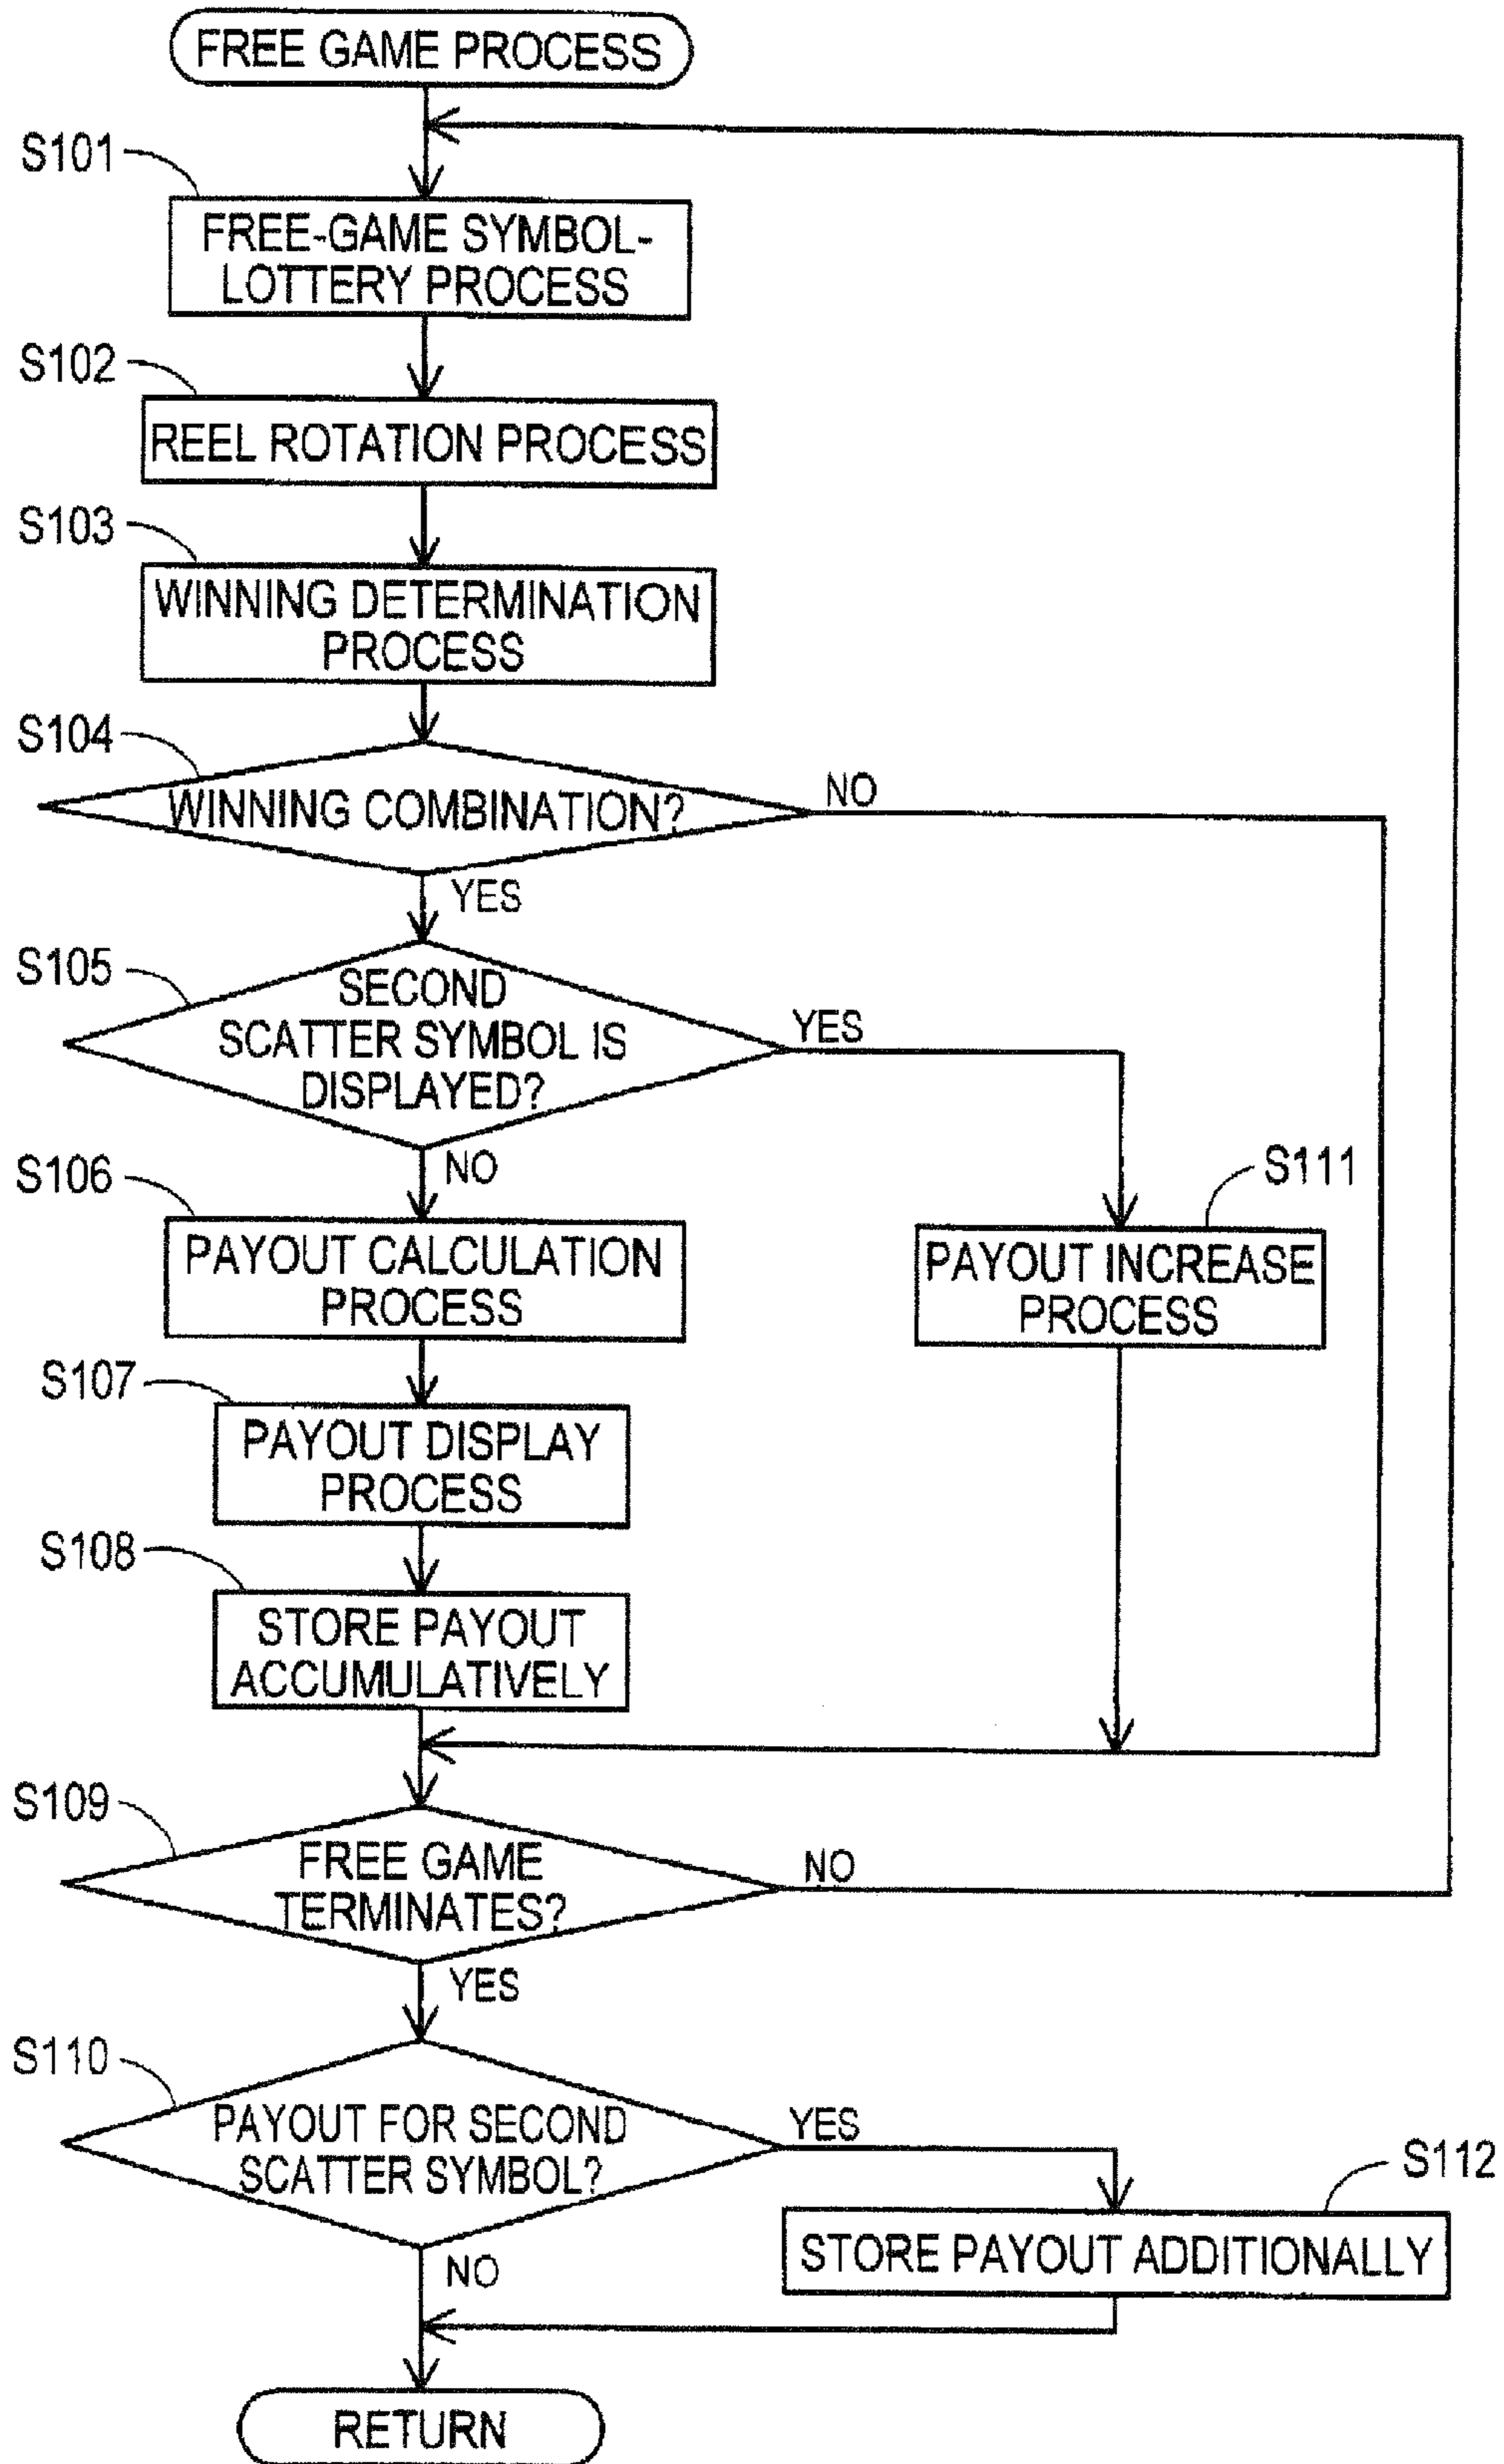 FREE GAME PROCESS
S101
FREE-GAME SYMBOL-
LOTTERY PROCESS
S102
REEL ROTATION PROCESS
S103
WINNING DETERMINATION
PROCESS
S104
WINNING COMBINATION?
NO
YES
S105
SECOND
SCATTER SYMBOL IS
DISPLAYED?
YES
NO
S106
PAYOUT CALCULATION
PROCESS
S111
PAYOUT INCREASE
PROCESS
S107
PAYOUT DISPLAY
PROCESS
S108
STORE PAYOUT
ACCUMULATIVELY
S109
FREE GAME
TERMINATES?
NO
YES
S110
PAYOUT FOR SECOND
SCATTER SYMBOL?
YES
S112
STORE PAYOUT ADDITIONALLY
NO
RETURN